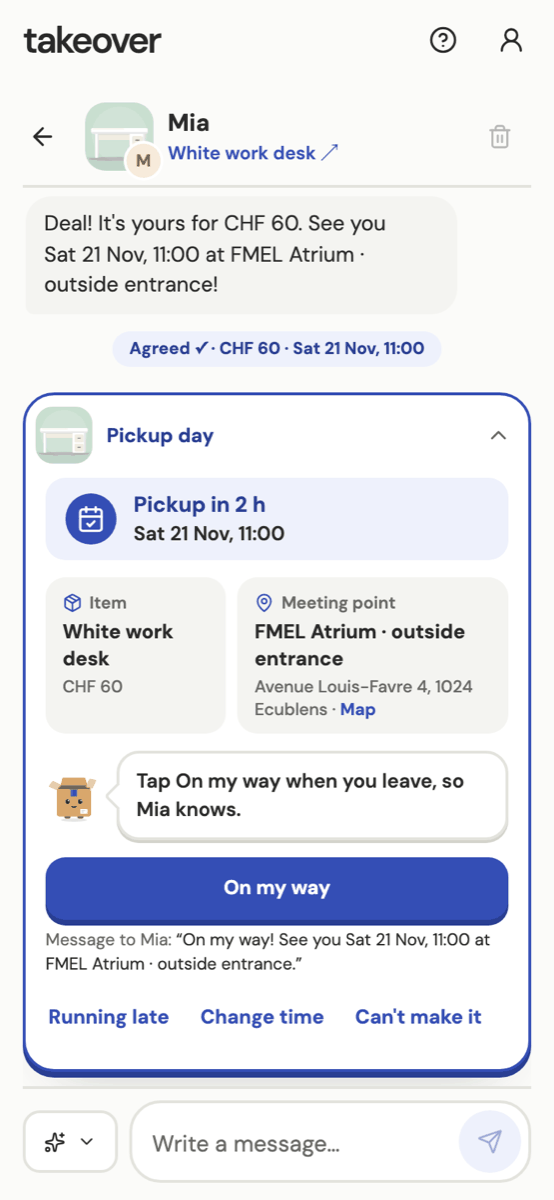 takeover
Mia
M
White work desk ↗
Deal! It's yours for CHF 60. See you
Sat 21 Nov, 11:00 at FMEL Atrium ·
outside entrance!
Agreed ✓ · CHF 60 · Sat 21 Nov, 11:00
Pickup day
Pickup in 2 h
Sat 21 Nov, 11:00
Item
White work
desk
CHF 60
Meeting point
FMEL Atrium · outside
entrance
Avenue Louis-Favre 4, 1024
Ecublens · Map
Tap On my way when you leave, so
Mia knows.
On my way
Message to Mia: “On my way! See you Sat 21 Nov, 11:00 at
FMEL Atrium · outside entrance.”
Running late
Change time
Can't make it
Write a message...